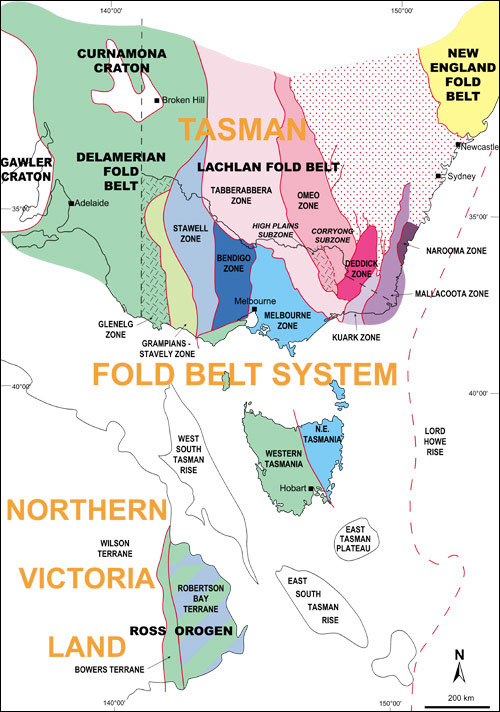 140°00'
150°00'
CURNAMONA
CRATON
NEW
ENGLAND
FOLD
BELT
Broken Hill
TASMAN
Newcastle
GAWLER
CRATON
DELAMERIAN
FOLD
BELT
LACHLAN FOLD BELT
TABBERABBERA
ZONE
OMEO
ZONE
Sydney
Adelaide
35°00'
35°00'
STAWELL
ZONE
HIGH PLAINS
SUBZONE
CORRYONG
SUBZONE
BENDIGO
ZONE
DEDDICK
ZONE
NAROOMA ZONE
MALLACOOTA ZONE
Melbourne
MELBOURNE
ZONE
GLENELG
ZONE
GRAMPIANS -
STAVELY ZONE
KUARK ZONE
FOLD BELT SYSTEM
40°00'
40°00'
WEST
SOUTH
TASMAN
RISE
N.E.
TASMANIA
WESTERN
TASMANIA
LORD
HOWE
RISE
Hobart
NORTHERN
WILSON
TERRANE
EAST
TASMAN
PLATEAU
VICTORIA
ROBERTSON
BAY
TERRANE
EAST
SOUTH
TASMAN
RISE
ROSS OROGEN
LAND
BOWERS TERRANE
N
200 km
140°00'
150°00'